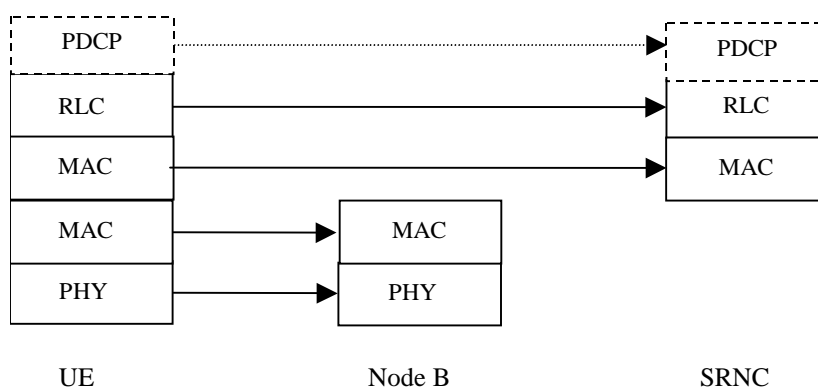 PDCP PDCP
RLC RLC
MAC MAC
MAC MAC
PHY PHY
UE Node B SRNC